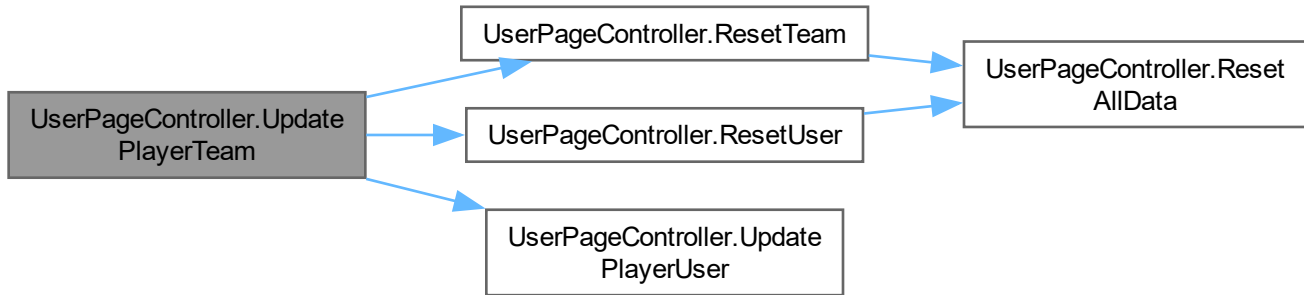 UserPageController.Update
PlayerTeam
UserPageController.ResetTeam
UserPageController.ResetUser
UserPageController.Update
PlayerUser
UserPageController.Reset
AllData